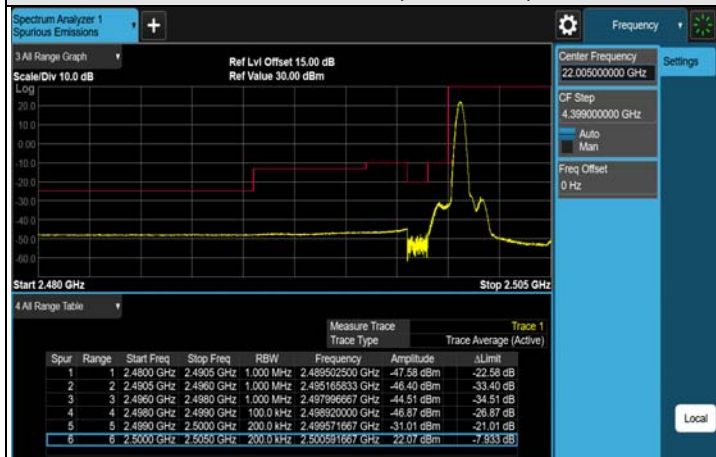 Spectrum Analyzer 1
Spurious Emissions
Frequency
3 All Range Graph
Scale/Div 10.0 dB
Ref Lvl Offset 15.00 dB
Ref Value 30.00 dBm
Log
20.0
10.0
0.00
-10.0
-20.0
-30.0
-40.0
-50.0
-60.0
Start 2.480 GHz
Stop 2.505 GHz
Center Frequency
22.005000000 GHz
Settings
CF Step
4.399000000 GHz
Auto
Man
Freq Offset
0 Hz
Local
4 All Range Table
Measure Trace Trace 1
Trace Type Trace Average (Active)
Spur Range Start Freq Stop Freq RBW Frequency Amplitude ΔLimit
1 1 2.4800 GHz 2.4905 GHz 1.000 MHz 2.489502500 GHz -47.58 dBm -22.58 dB
2 2 2.4905 GHz 2.4960 GHz 1.000 MHz 2.495165833 GHz -46.40 dBm -33.40 dB
3 3 2.4960 GHz 2.4980 GHz 1.000 MHz 2.497996667 GHz -44.51 dBm -34.51 dB
4 4 2.4980 GHz 2.4990 GHz 100.0 kHz 2.498920000 GHz -46.87 dBm -26.87 dB
5 5 2.4990 GHz 2.5000 GHz 200.0 kHz 2.499571667 GHz -31.01 dBm -21.01 dB
6 6 2.5000 GHz 2.5050 GHz 200.0 kHz 2.500591667 GHz 22.07 dBm -7.933 dB